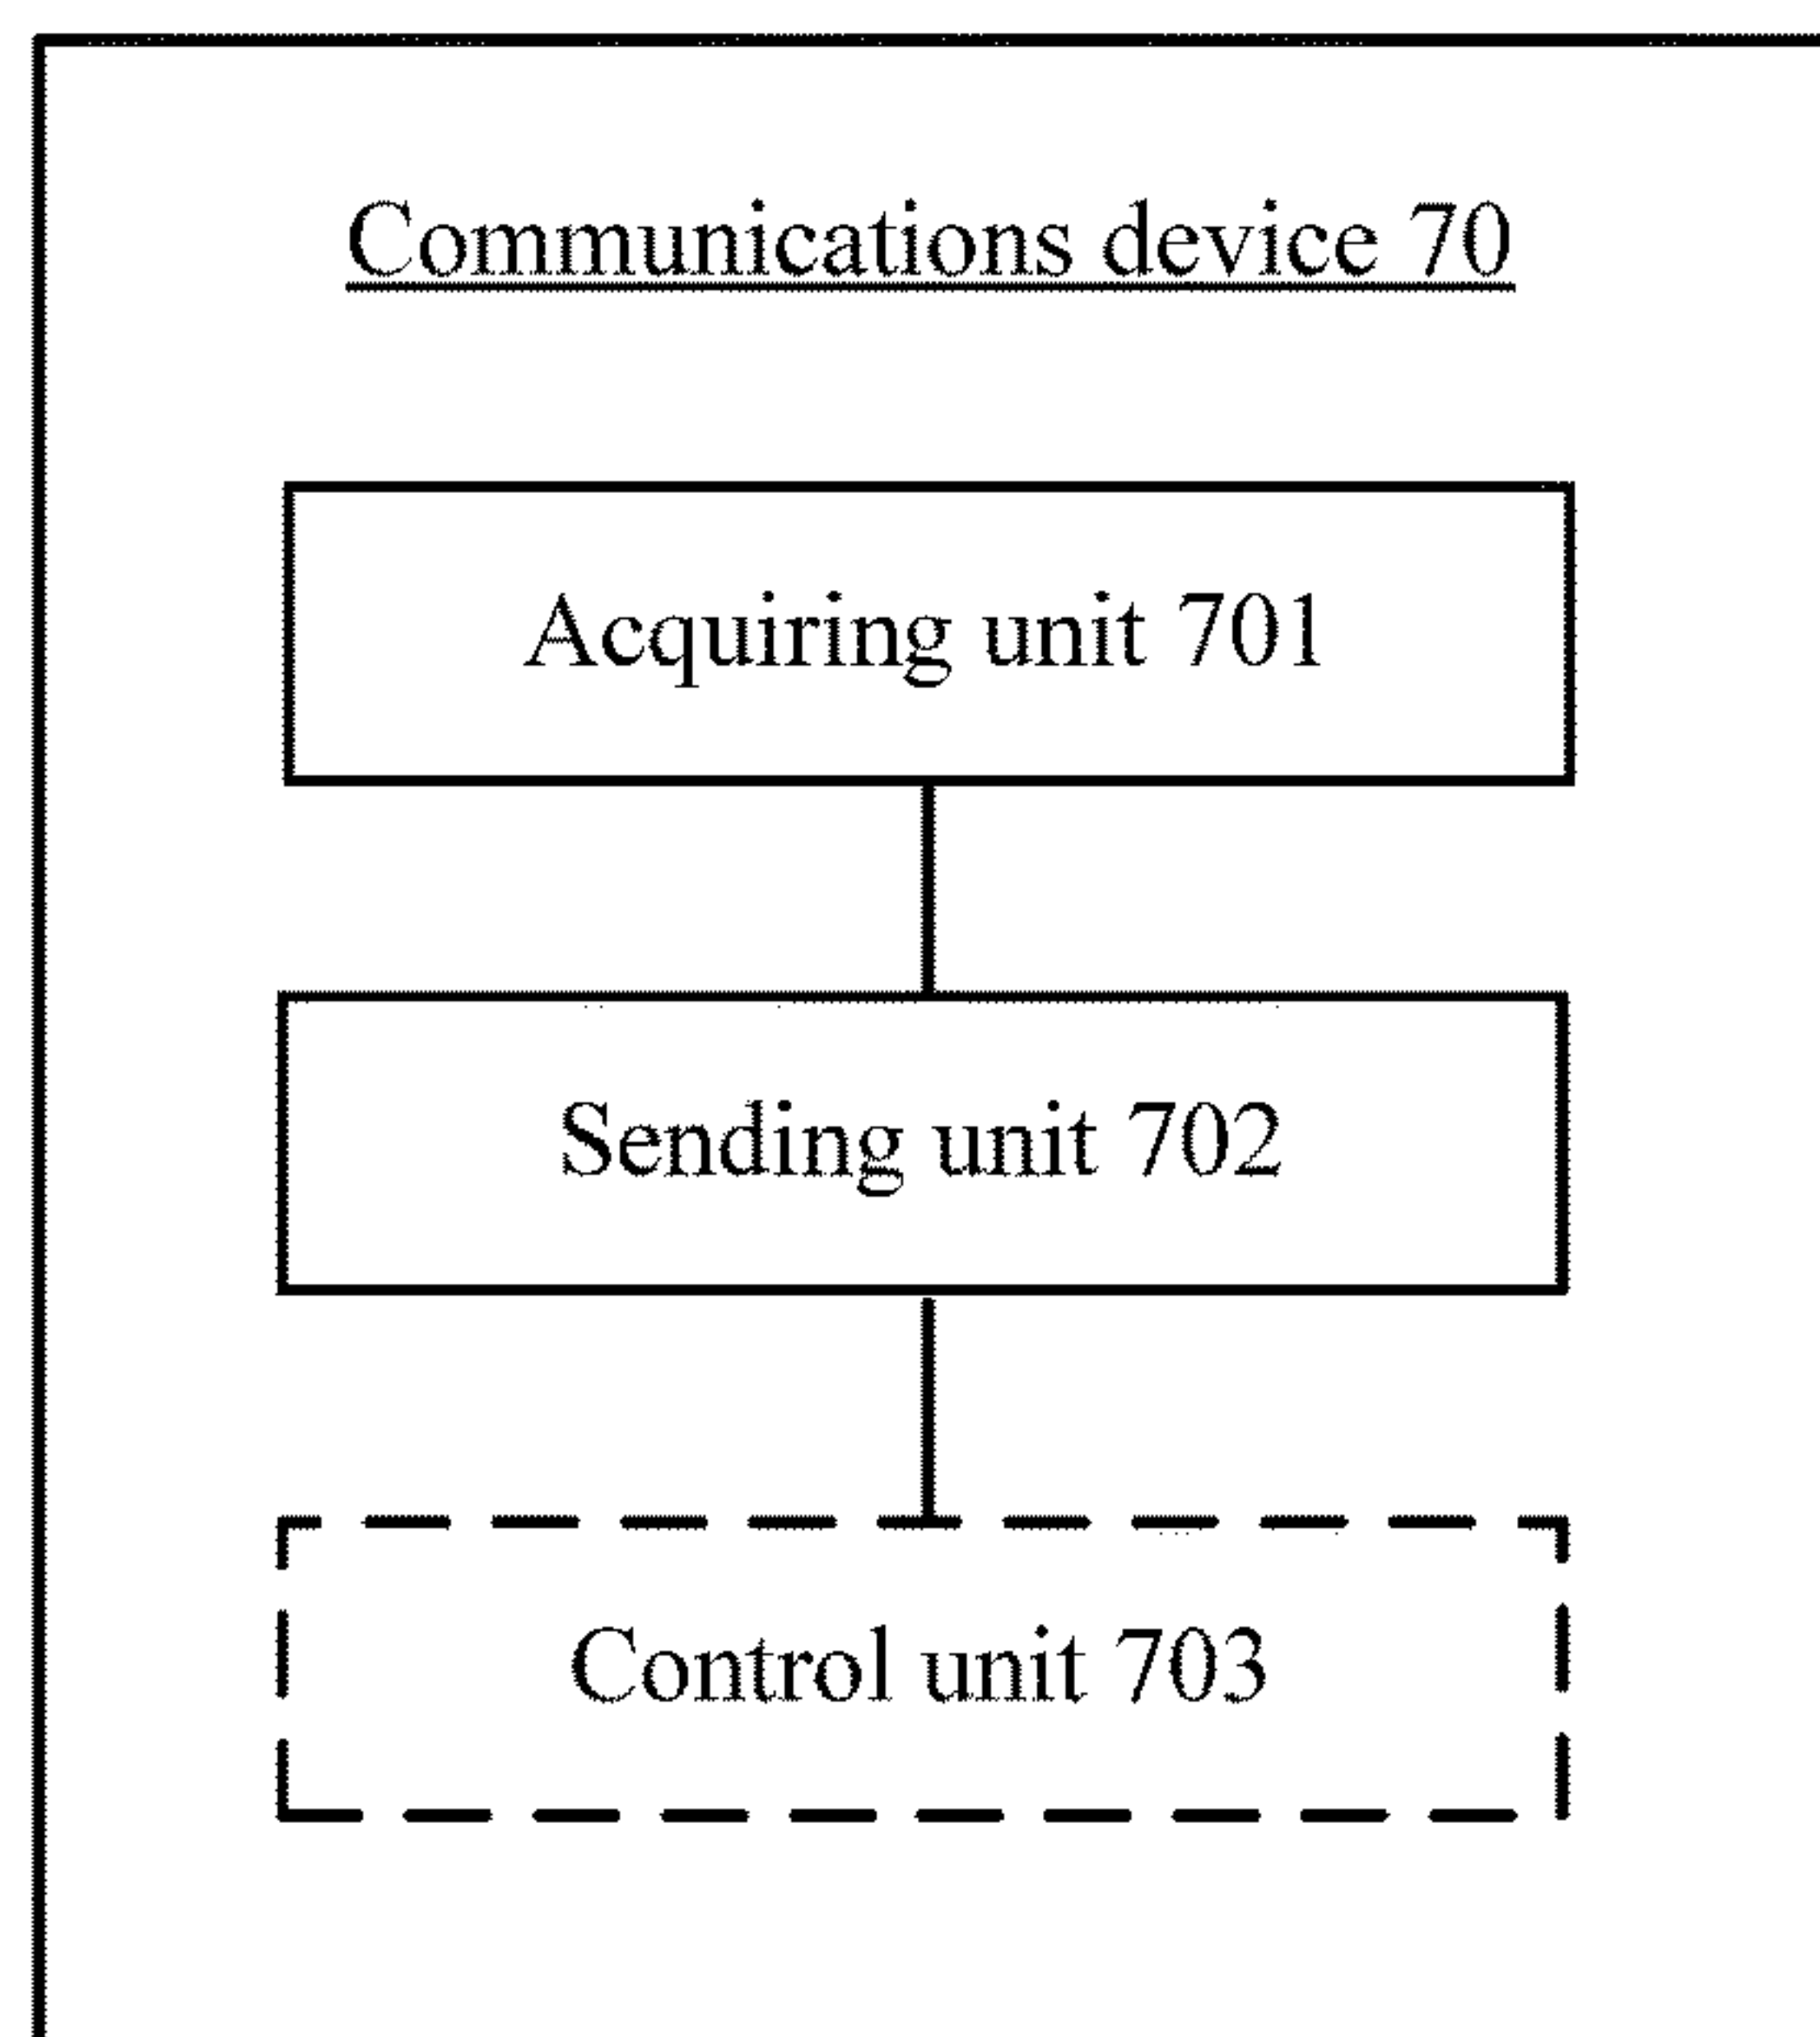 Communications device 70
Acquiring unit 701
Sending unit 702
Control unit 703